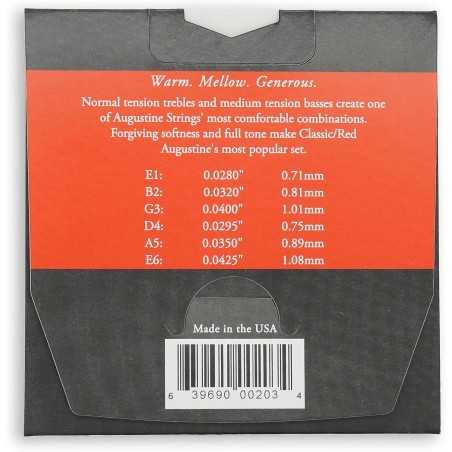 Warm. Mellow. Generous.
Normal tension trebles and medium tension basses create one
of Augustine Strings' most comfortable combinations.
Forgiving softness and full tone make Classic/Red
Augustine's most popular set.
E1: 0.0280" 0.71mm
B2: 0.0320" 0.81mm
G3: 0.0400" 1.01mm
D4: 0.0295" 0.75mm
A5: 0.0350" 0.89mm
E6: 0.0425" 1.08mm
Made in the USA
6 39690 00203 4